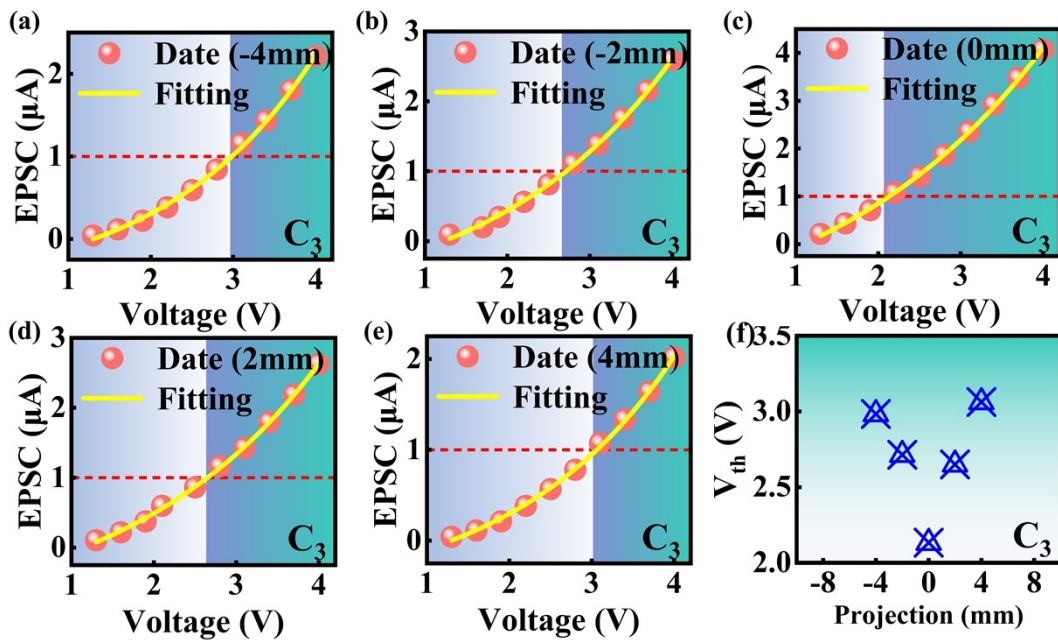 (a)
Date (-4mm)
Fitting
EPSC (μA)
2
1
0
C3
1 2 3 4
Voltage (V)
(b)
Date (-2mm)
Fitting
EPSC (μA)
3
2
1
0
C3
1 2 3 4
Voltage (V)
(c)
Date (0mm)
Fitting
EPSC (μA)
4
3
2
1
0
C3
1 2 3 4
Voltage (V)
(d)
Date (2mm)
Fitting
EPSC (μA)
3
2
1
0
C3
1 2 3 4
Voltage (V)
(e)
Date (4mm)
Fitting
EPSC (μA)
2
1
0
C3
1 2 3 4
Voltage (V)
(f)
Vth (V)
3.5
3.0
2.5
2.0
C3
-8 -4 0 4 8
Projection (mm)